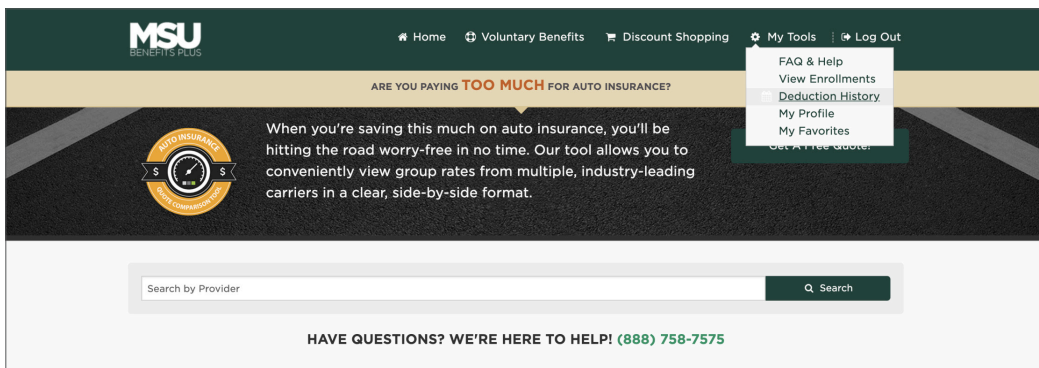 MSU
BENEFITS PLUS
Home
Voluntary Benefits
Discount Shopping
My Tools
Log Out
FAQ & Help
View Enrollments
Deduction History
My Profile
My Favorites
ARE YOU PAYING TOO MUCH FOR AUTO INSURANCE?
AUTO INSURANCE
$ $
QUOTE COMPARISON TOOL
When you're saving this much on auto insurance, you'll be
hitting the road worry-free in no time. Our tool allows you to
conveniently view group rates from multiple, industry-leading
carriers in a clear, side-by-side format.
Get A Free Quote!
Search by Provider
Search
HAVE QUESTIONS? WE'RE HERE TO HELP! (888) 758-7575